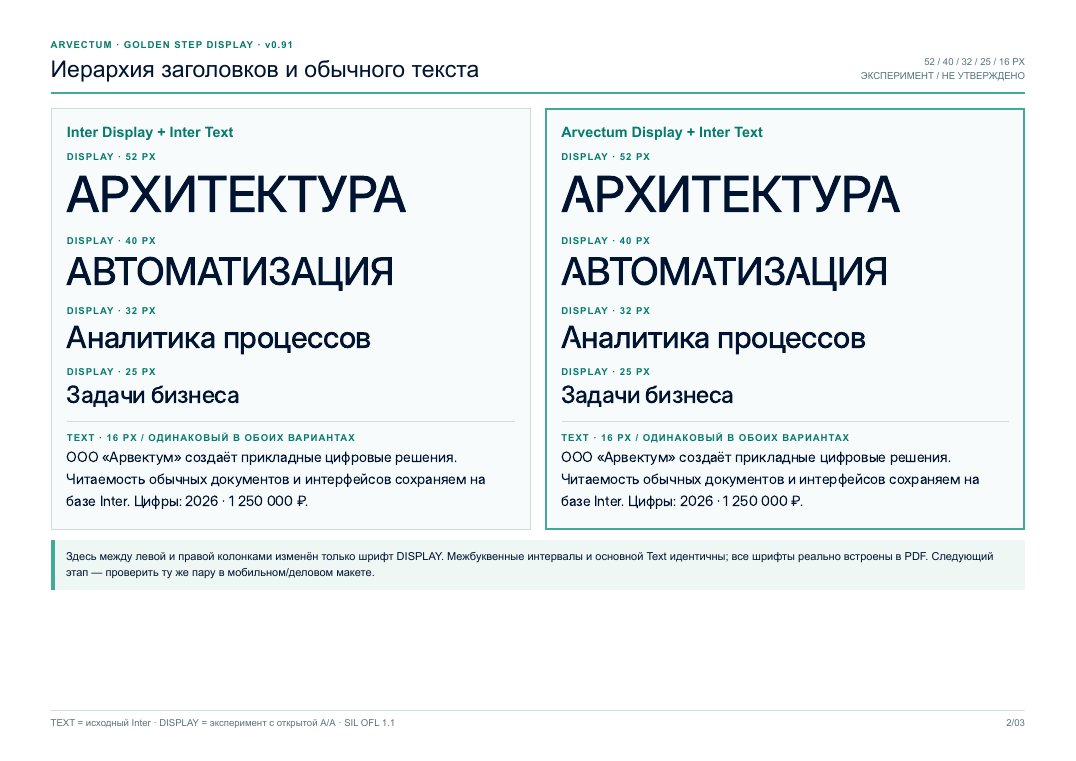 ARVECTUM · GOLDEN STEP DISPLAY · v0.91
Иерархия заголовков и обычного текста
52 / 40 / 32 / 25 / 16 PX
ЭКСПЕРИМЕНТ / НЕ УТВЕРЖДЕНО
Inter Display + Inter Text
DISPLAY · 52 PX
АРХИТЕКТУРА
DISPLAY · 40 PX
АВТОМАТИЗАЦИЯ
DISPLAY · 32 PX
Аналитика процессов
DISPLAY · 25 PX
Задачи бизнеса
TEXT · 16 PX / ОДИНАКОВЫЙ В ОБОИХ ВАРИАНТАХ
ООО «Арвектум» создаёт прикладные цифровые решения.
Читаемость обычных документов и интерфейсов сохраняем на
базе Inter. Цифры: 2026 · 1 250 000 ₽.
Arvectum Display + Inter Text
DISPLAY · 52 PX
АРХИТЕКТУРА
DISPLAY · 40 PX
АВТОМАТИЗАЦИЯ
DISPLAY · 32 PX
Аналитика процессов
DISPLAY · 25 PX
Задачи бизнеса
TEXT · 16 PX / ОДИНАКОВЫЙ В ОБОИХ ВАРИАНТАХ
ООО «Арвектум» создаёт прикладные цифровые решения.
Читаемость обычных документов и интерфейсов сохраняем на
базе Inter. Цифры: 2026 · 1 250 000 ₽.
Здесь между левой и правой колонками изменён только шрифт DISPLAY. Межбуквенные интервалы и основной Text идентичны; все шрифты реально встроены в PDF. Следующий
этап — проверить ту же пару в мобильном/деловом макете.
TEXT = исходный Inter · DISPLAY = эксперимент с открытой A/А · SIL OFL 1.1
2/03